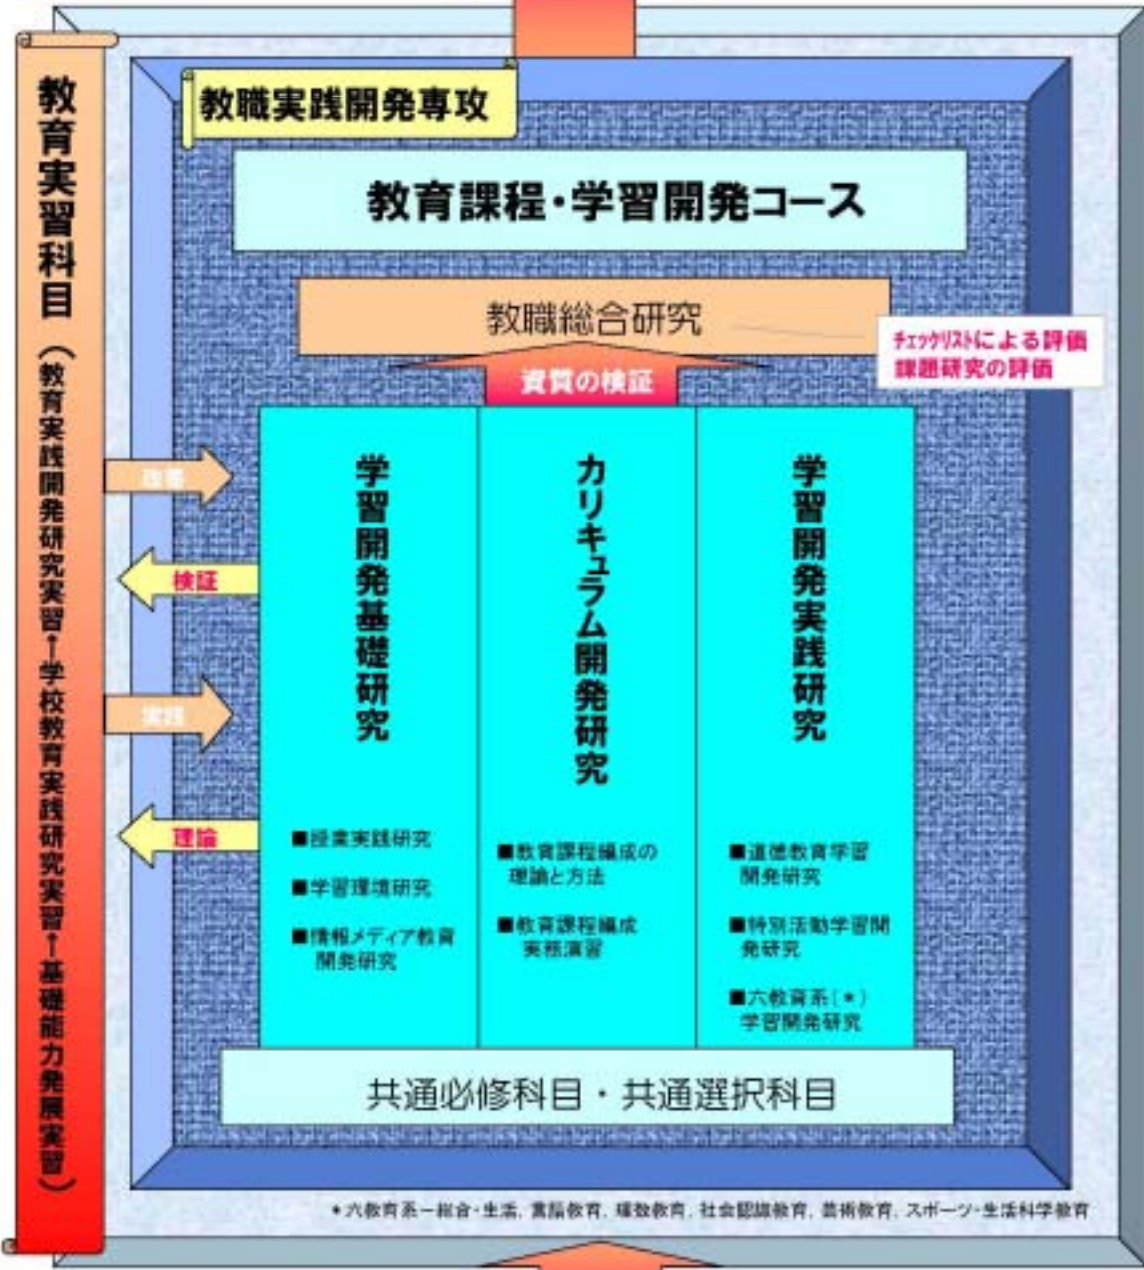 教職実践開発専攻
教育課程・学習開発コース
教職総合研究
チェックリストによる評価
課題研究の評価
資質の検証
教育実習科目(教育実践開発研究実習←学校教育実践研究実習←基礎能力発展実習)
改善
検証
実践
理論
学習開発基礎研究
■授業実践研究
■学習環境研究
■情報メディア教育
開発研究
カリキュラム開発研究
■教育課程編成の
理論と方法
■教育課程編成
実務演習
学習開発実践研究
■道徳教育学習
開発研究
■特別活動学習開
発研究
■六教育系(*)
学習開発研究
共通必修科目・共通選択科目
*六教育系ー総合・生活, 言語教育, 理数教育, 社会認識教育, 芸術教育, スポーツ・生活科学教育